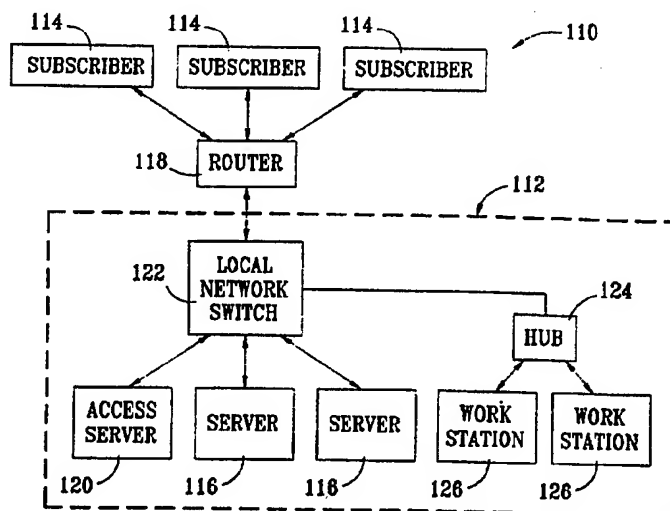 114 114 114 110
SUBSCRIBER SUBSCRIBER SUBSCRIBER
118 ROUTER
112
122 LOCAL
NETWORK
SWITCH
124
HUB
ACCESS
SERVER
SERVER SERVER
WORK
STATION
WORK
STATION
120 116 116 126 126